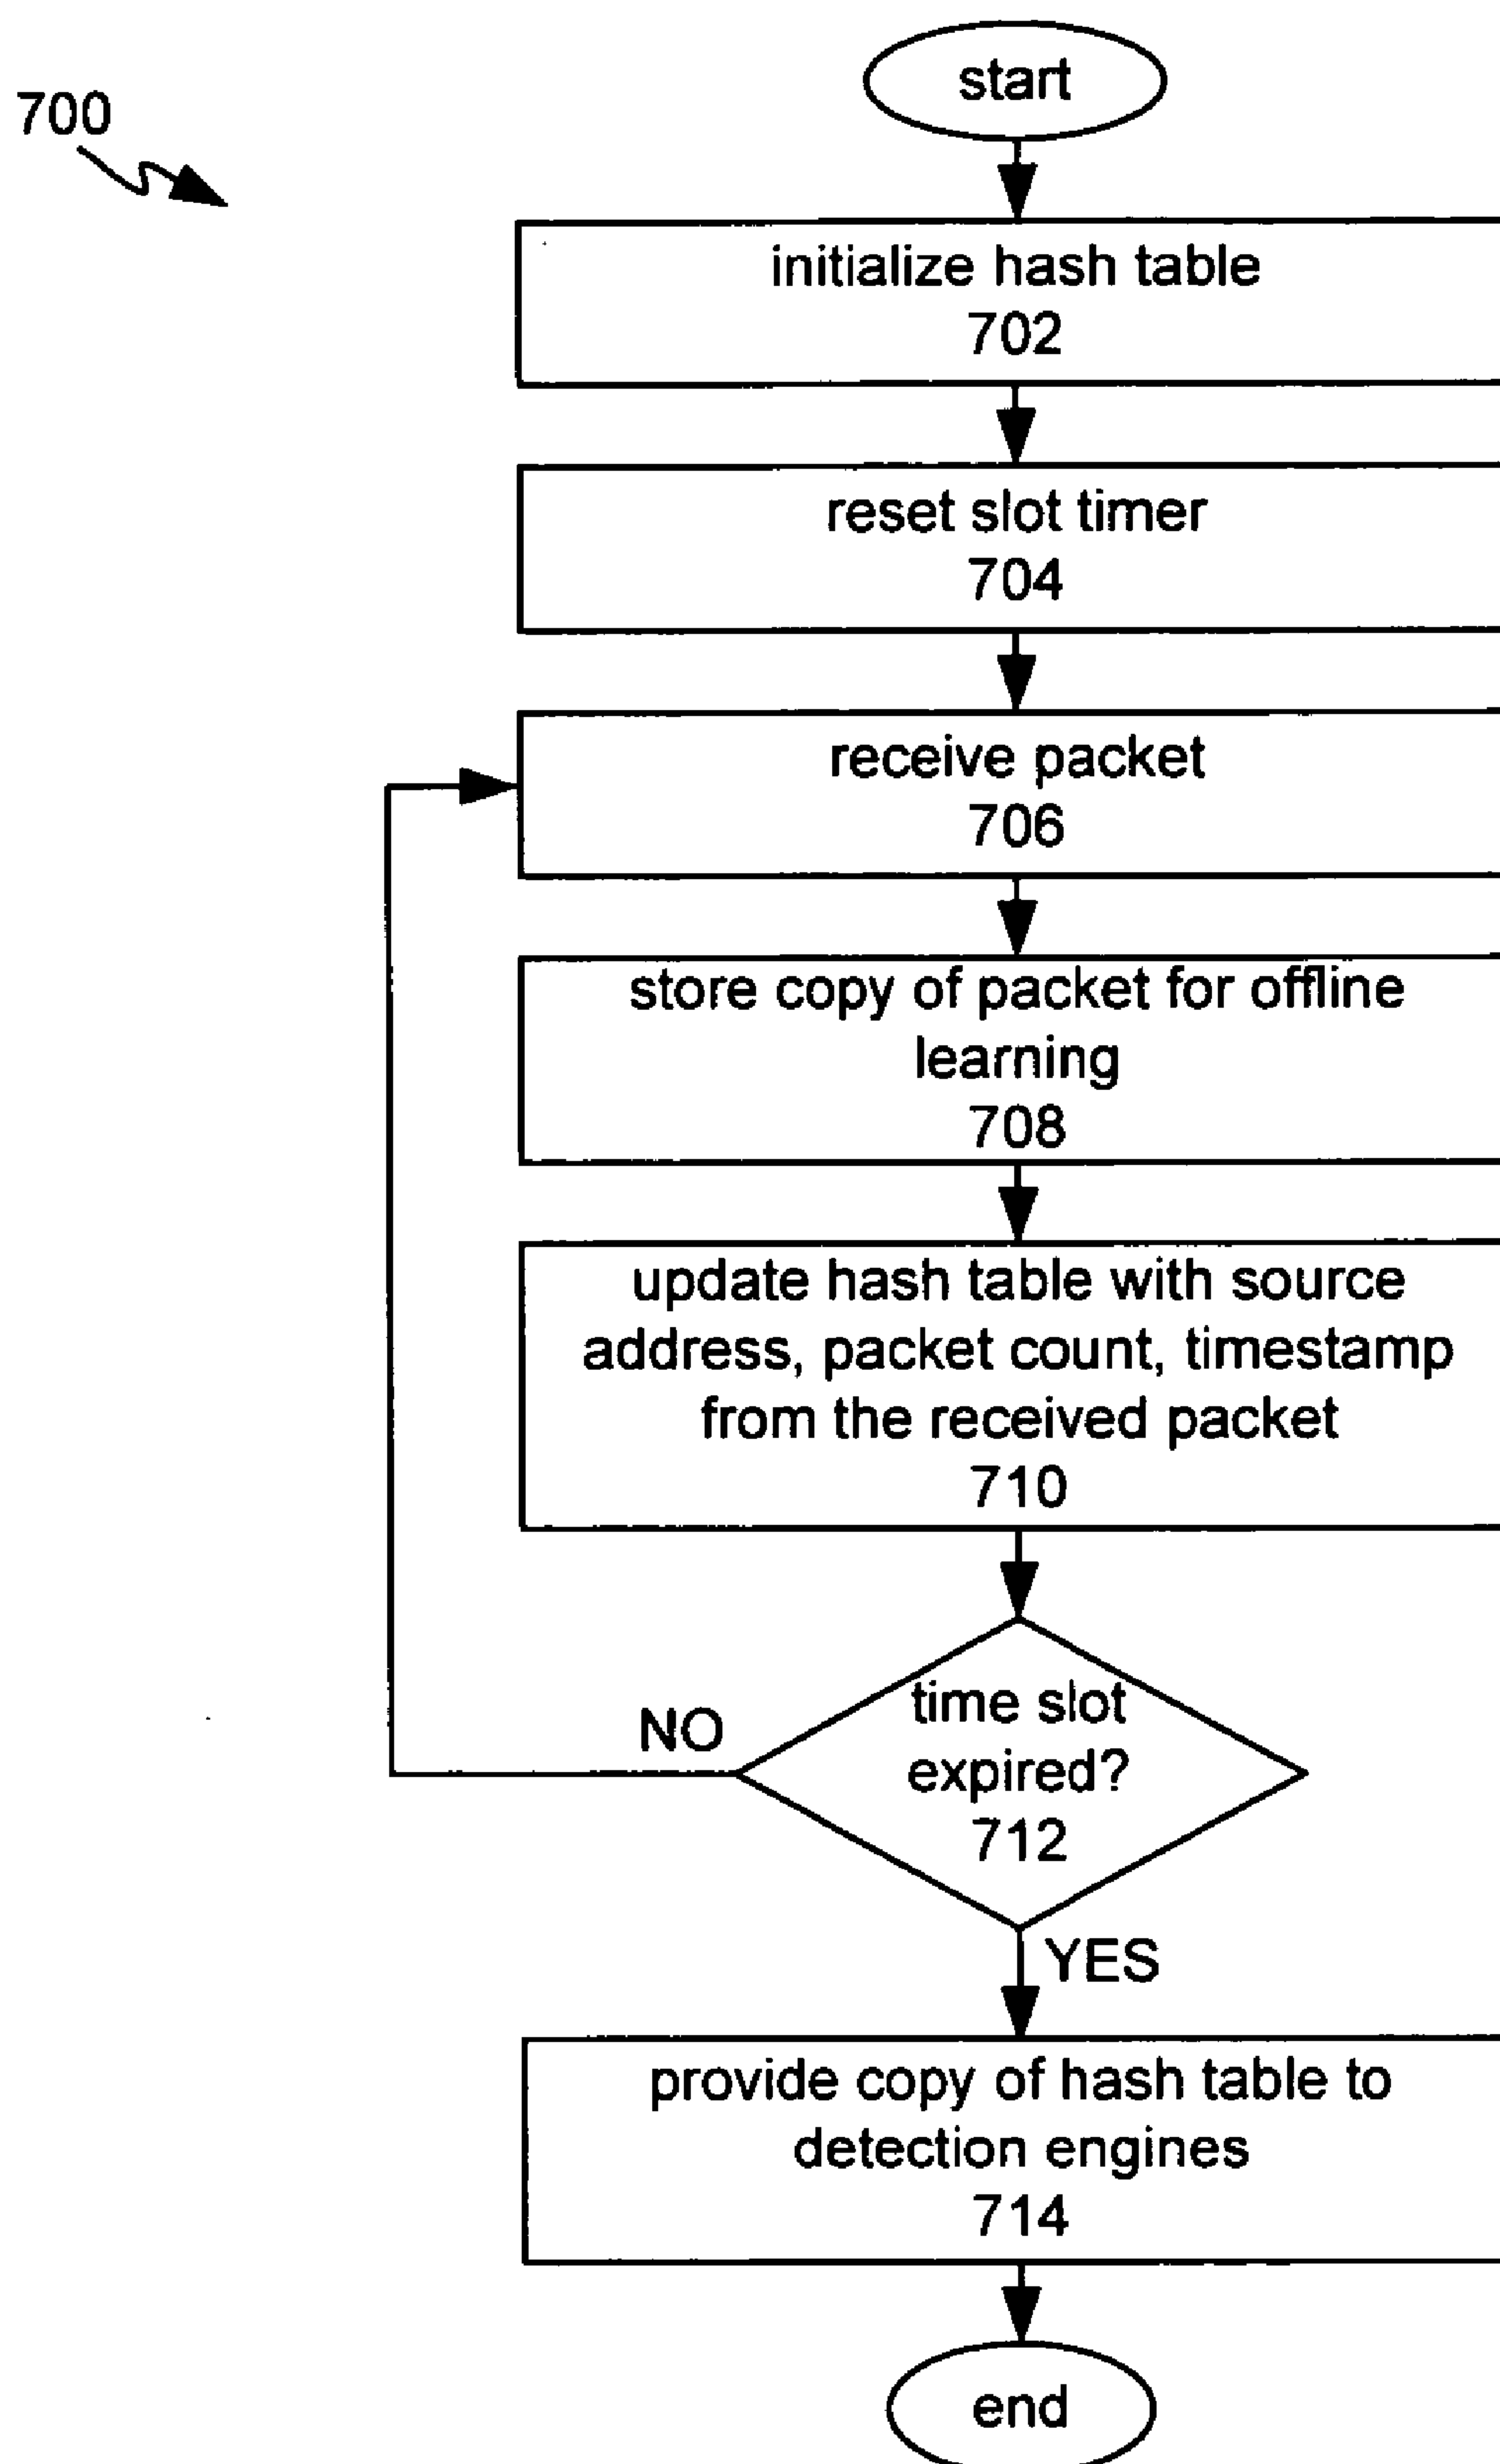 700
start
initialize hash table
702
reset slot timer
704
receive packet
706
store copy of packet for offline
learning
708
update hash table with source
address, packet count, timestamp
from the received packet
710
time slot
expired?
712
NO
YES
provide copy of hash table to
detection engines
714
end